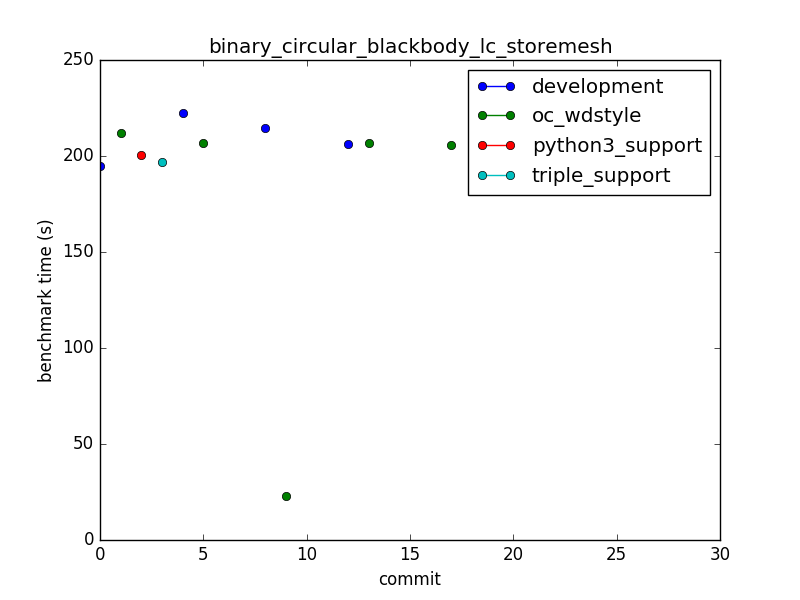 binary_circular_blackbody_lc_storemesh
250
200
150
100
50
0
benchmark time (s)
development
oc_wdstyle
python3_support
triple_support
0 5 10 15 20 25 30
commit